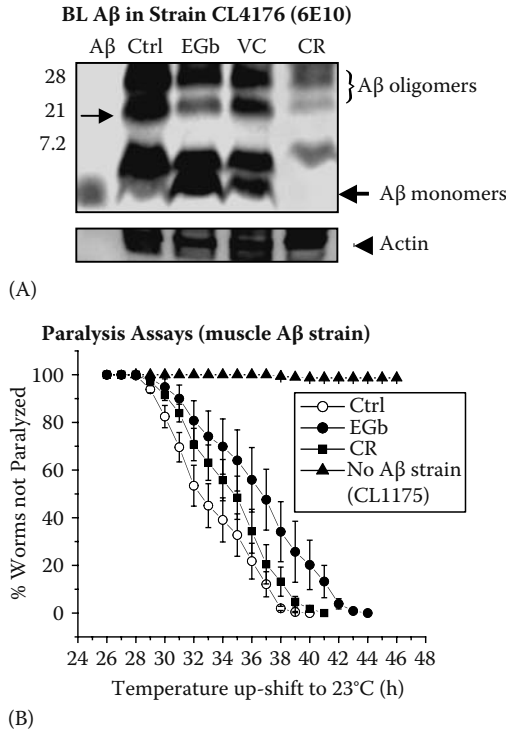 BL Aβ in Strain CL4176 (6E10)
Aβ Ctrl EGb VC CR
28
21
7.2
Aβ oligomers
Aβ monomers
Actin
(A)
Paralysis Assays (muscle Aβ strain)
% Worms not Paralyzed
100
80
60
40
20
0
Ctrl
EGb
CR
No Aβ strain
(CL1175)
24 26 28 30 32 34 36 38 40 42 44 46 48
Temperature up-shift to 23°C (h)
(B)